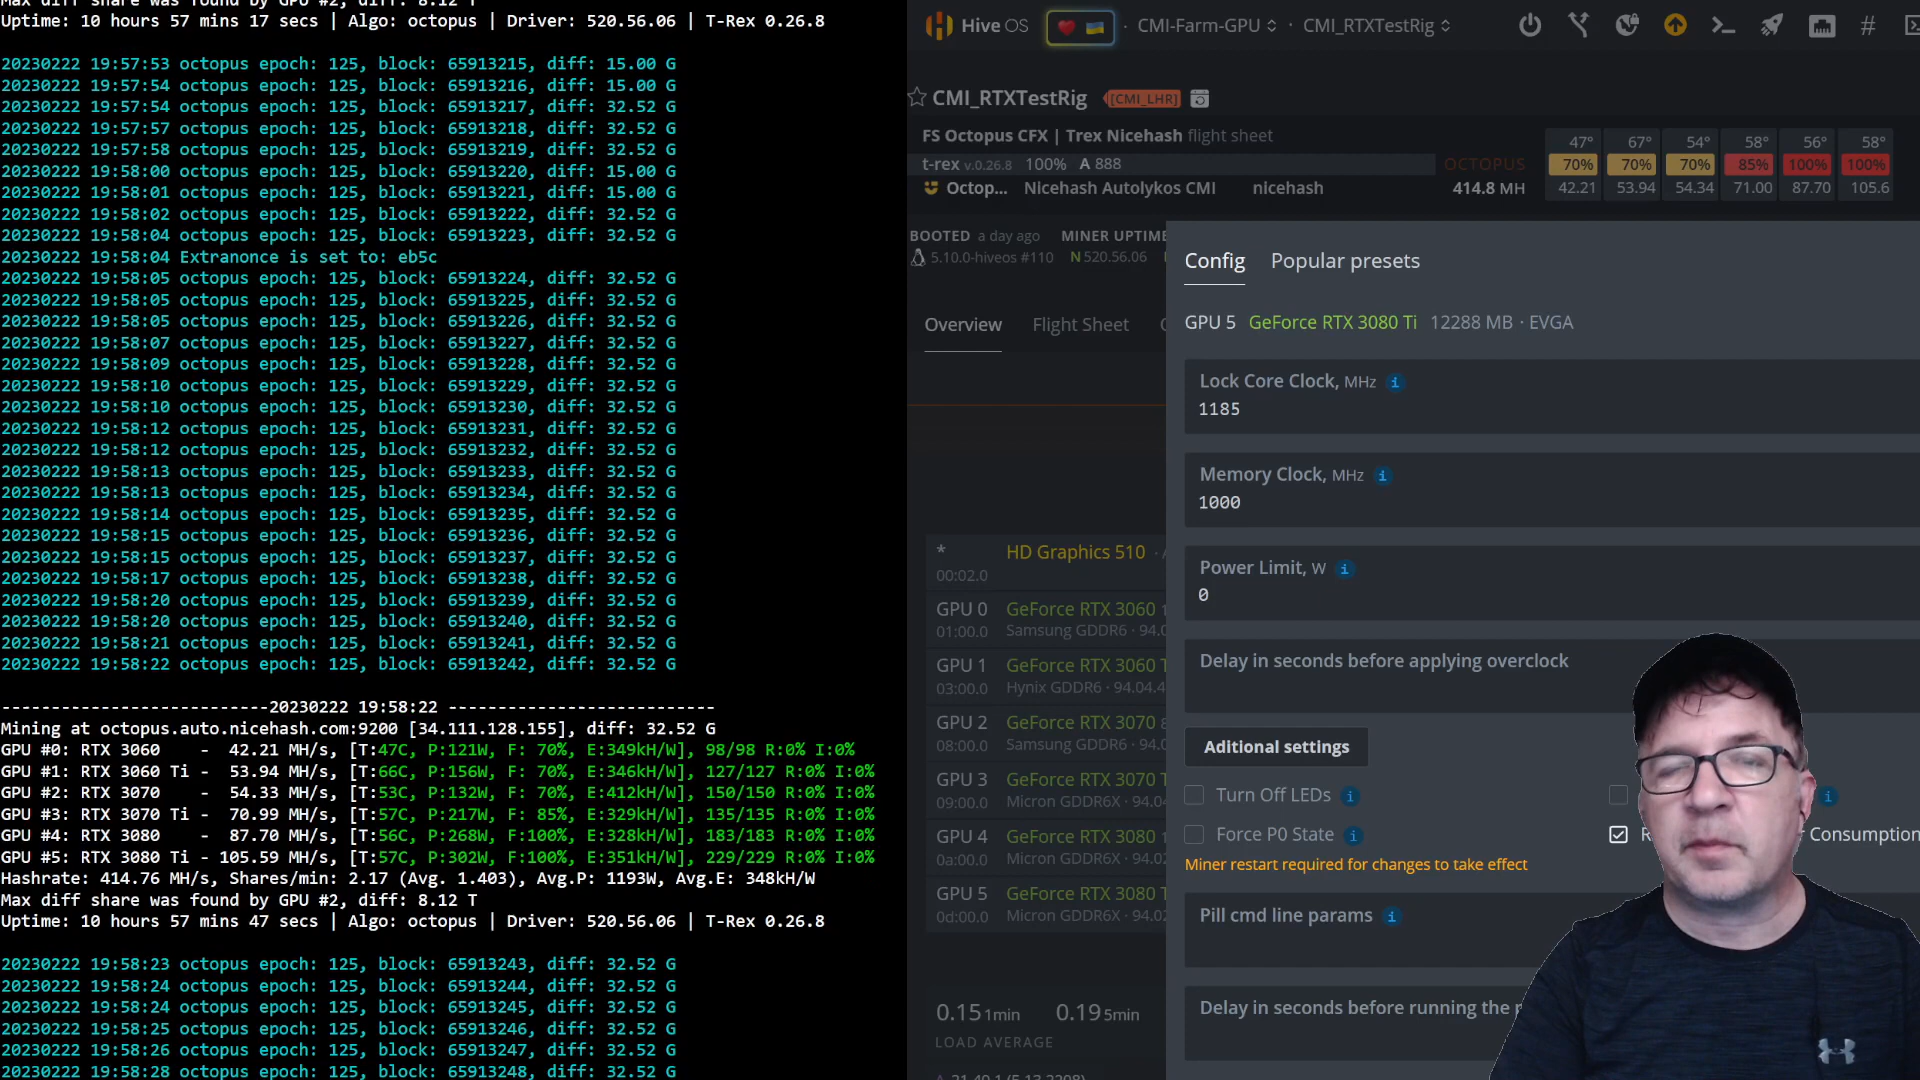 Max diff share was found by GPU #2, diff: 8.12 T
Uptime: 10 hours 57 mins 17 secs | Algo: octopus | Driver: 520.56.06 | T-Rex 0.26.8
20230222 19:57:53 octopus epoch: 125, block: 65913215, diff: 15.00 G
20230222 19:57:54 octopus epoch: 125, block: 65913216, diff: 15.00 G
20230222 19:57:54 octopus epoch: 125, block: 65913217, diff: 32.52 G
20230222 19:57:57 octopus epoch: 125, block: 65913218, diff: 32.52 G
20230222 19:57:58 octopus epoch: 125, block: 65913219, diff: 32.52 G
20230222 19:58:00 octopus epoch: 125, block: 65913220, diff: 15.00 G
20230222 19:58:01 octopus epoch: 125, block: 65913221, diff: 15.00 G
20230222 19:58:02 octopus epoch: 125, block: 65913222, diff: 32.52 G
20230222 19:58:04 octopus epoch: 125, block: 65913223, diff: 32.52 G
20230222 19:58:04 Extranonce is set to: eb5c
20230222 19:58:05 octopus epoch: 125, block: 65913224, diff: 32.52 G
20230222 19:58:05 octopus epoch: 125, block: 65913225, diff: 32.52 G
20230222 19:58:05 octopus epoch: 125, block: 65913226, diff: 32.52 G
20230222 19:58:07 octopus epoch: 125, block: 65913227, diff: 32.52 G
20230222 19:58:09 octopus epoch: 125, block: 65913228, diff: 32.52 G
20230222 19:58:10 octopus epoch: 125, block: 65913229, diff: 32.52 G
20230222 19:58:10 octopus epoch: 125, block: 65913230, diff: 32.52 G
20230222 19:58:12 octopus epoch: 125, block: 65913231, diff: 32.52 G
20230222 19:58:12 octopus epoch: 125, block: 65913232, diff: 32.52 G
20230222 19:58:13 octopus epoch: 125, block: 65913233, diff: 32.52 G
20230222 19:58:13 octopus epoch: 125, block: 65913234, diff: 32.52 G
20230222 19:58:14 octopus epoch: 125, block: 65913235, diff: 32.52 G
20230222 19:58:15 octopus epoch: 125, block: 65913236, diff: 32.52 G
20230222 19:58:15 octopus epoch: 125, block: 65913237, diff: 32.52 G
20230222 19:58:17 octopus epoch: 125, block: 65913238, diff: 32.52 G
20230222 19:58:20 octopus epoch: 125, block: 65913239, diff: 32.52 G
20230222 19:58:20 octopus epoch: 125, block: 65913240, diff: 32.52 G
20230222 19:58:21 octopus epoch: 125, block: 65913241, diff: 32.52 G
20230222 19:58:22 octopus epoch: 125, block: 65913242, diff: 32.52 G
--------------------------20230222 19:58:22 --------------------------
Mining at octopus.auto.nicehash.com:9200 [34.111.128.155], diff: 32.52 G
GPU #0: RTX 3060 - 42.21 MH/s, [T:47C, P:121W, F: 70%, E:349kH/W], 98/98 R:0% I:0%
GPU #1: RTX 3060 Ti - 53.94 MH/s, [T:66C, P:156W, F: 70%, E:346kH/W], 127/127 R:0% I:0%
GPU #2: RTX 3070 - 54.33 MH/s, [T:53C, P:132W, F: 70%, E:412kH/W], 150/150 R:0% I:0%
GPU #3: RTX 3070 Ti - 70.99 MH/s, [T:57C, P:217W, F: 85%, E:329kH/W], 135/135 R:0% I:0%
GPU #4: RTX 3080 - 87.70 MH/s, [T:56C, P:268W, F:100%, E:328kH/W], 183/183 R:0% I:0%
GPU #5: RTX 3080 Ti - 105.59 MH/s, [T:57C, P:302W, F:100%, E:351kH/W], 229/229 R:0% I:0%
Hashrate: 414.76 MH/s, Shares/min: 2.17 (Avg. 1.403), Avg.P: 1193W, Avg.E: 348kH/W
Max diff share was found by GPU #2, diff: 8.12 T
Uptime: 10 hours 57 mins 47 secs | Algo: octopus | Driver: 520.56.06 | T-Rex 0.26.8
20230222 19:58:23 octopus epoch: 125, block: 65913243, diff: 32.52 G
20230222 19:58:24 octopus epoch: 125, block: 65913244, diff: 32.52 G
20230222 19:58:24 octopus epoch: 125, block: 65913245, diff: 32.52 G
20230222 19:58:25 octopus epoch: 125, block: 65913246, diff: 32.52 G
20230222 19:58:26 octopus epoch: 125, block: 65913247, diff: 32.52 G
20230222 19:58:28 octopus epoch: 125, block: 65913248, diff: 32.52 G
Hive OS · CMI-Farm-GPU · CMI_RTXTestRig #
CMI_RTXTestRig [CMI_LHR]
FS Octopus CFX | Trex Nicehash flight sheet
t-rex v.0.26.8 100% A 888 OCTOPUS
Octop... Nicehash Autolykos CMI nicehash 414.8 MH
47° 67° 54° 58° 56° 58°
70% 70% 70% 85% 100% 100%
42.21 53.94 54.34 71.00 87.70 105.6
BOOTED a day ago MINER UPTIME
5.10.0-hiveos #110 N 520.56.06
Overview Flight Sheet
* HD Graphics 510
00:02.0
GPU 0 GeForce RTX 3060
01:00.0 Samsung GDDR6 · 94.0
GPU 1 GeForce RTX 3060 T
03:00.0 Hynix GDDR6 · 94.04.4
GPU 2 GeForce RTX 3070
08:00.0 Samsung GDDR6 · 94.0
GPU 3 GeForce RTX 3070 T
09:00.0 Micron GDDR6X · 94.04
GPU 4 GeForce RTX 3080
0a:00.0 Micron GDDR6X · 94.02
GPU 5 GeForce RTX 3080 T
0d:00.0 Micron GDDR6X · 94.02
0.15 1min 0.19 5min
LOAD AVERAGE
Config Popular presets
GPU 5 GeForce RTX 3080 Ti 12288 MB · EVGA
Lock Core Clock, MHz
1185
Memory Clock, MHz
1000
Power Limit, W
0
Delay in seconds before applying overclock
Aditional settings
Turn Off LEDs
Force P0 State
Consumption
Miner restart required for changes to take effect
Pill cmd line params
Delay in seconds before running the